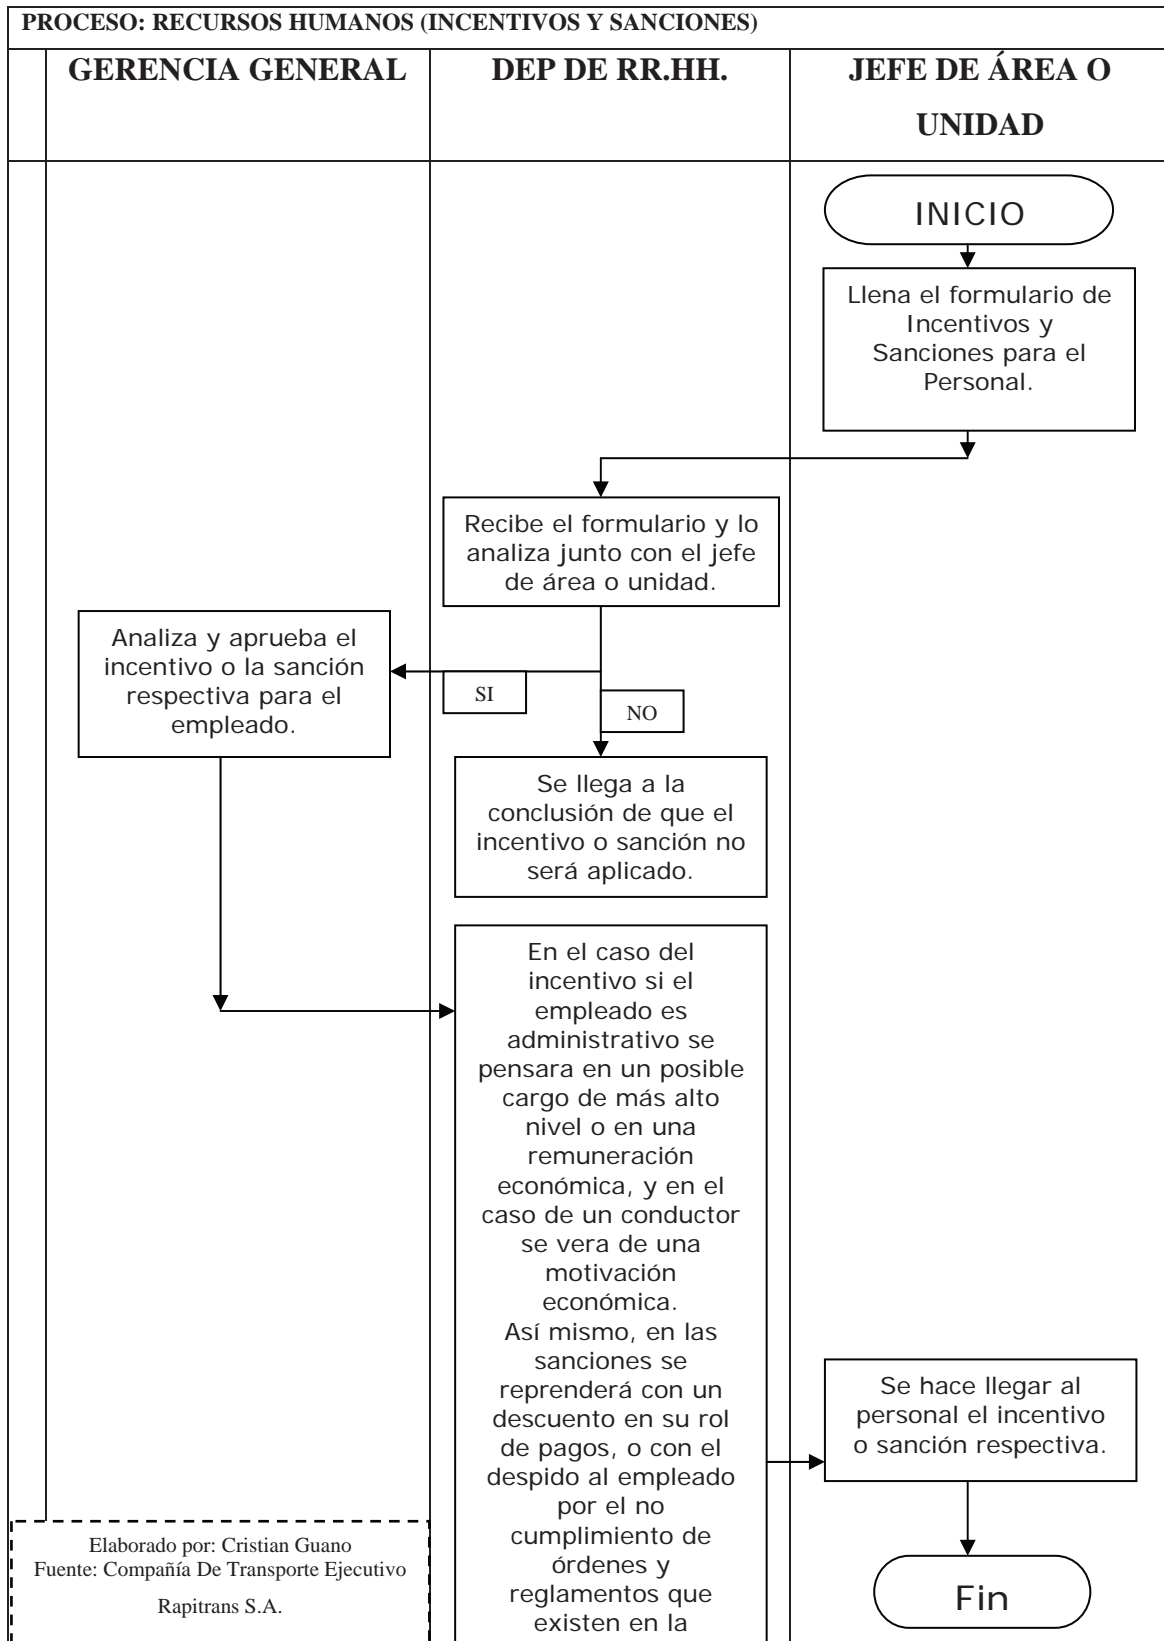 PROCESO: RECURSOS HUMANOS (INCENTIVOS Y SANCIONES)
GERENCIA GENERAL
DEP DE RR.HH.
JEFE DE ÁREA O
UNIDAD
INICIO
Llena el formulario de
Incentivos y
Sanciones para el
Personal.
Recibe el formulario y lo
analiza junto con el jefe
de área o unidad.
Analiza y aprueba el
incentivo o la sanción
respectiva para el
empleado.
SI
NO
Se llega a la
conclusión de que el
incentivo o sanción no
será aplicado.
En el caso del
incentivo si el
empleado es
administrativo se
pensara en un posible
cargo de más alto
nivel o en una
remuneración
económica, y en el
caso de un conductor
se vera de una
motivación
económica.
Así mismo, en las
sanciones se
reprenderá con un
descuento en su rol
de pagos, o con el
despido al empleado
por el no
cumplimiento de
órdenes y
reglamentos que
existen en la
Se hace llegar al
personal el incentivo
o sanción respectiva.
Fin
Elaborado por: Cristian Guano
Fuente: Compañía De Transporte Ejecutivo
Rapitrans S.A.